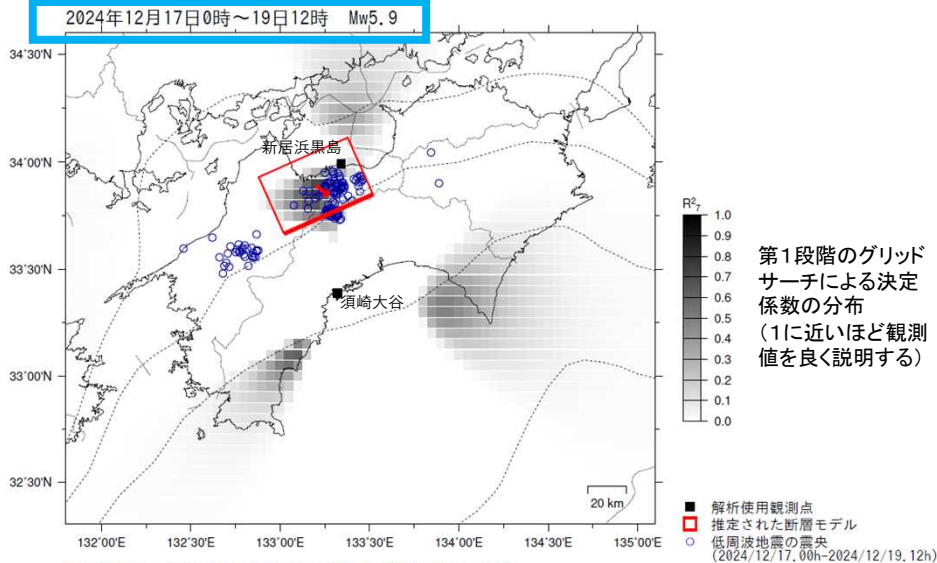 2024年12月17日0時～19日12時 Mw5.9
34˚30'N
34˚00'N
33˚30'N
33˚00'N
32˚30'N
132˚00'E
132˚30'E
133˚00'E
133˚30'E
134˚00'E
134˚30'E
135˚00'E
新居浜黒島
須崎大谷
20 km
R²₇
1.0
0.9
0.8
0.7
0.6
0.5
0.4
0.3
0.2
0.1
0.0
第1段階のグリッド
サーチによる決定
係数の分布
(1に近いほど観測
値を良く説明する)
解析使用観測点
推定された断層モデル
低周波地震の震央
(2024/12/17.00h-2024/12/19.12h)